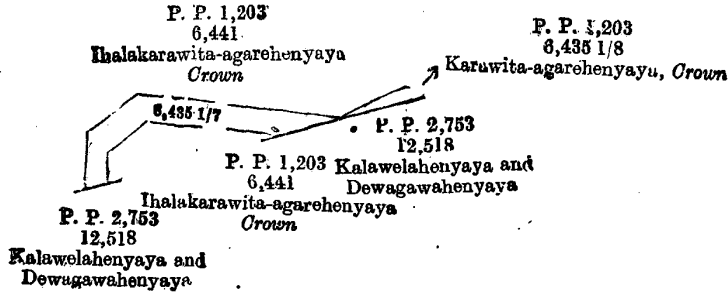 P. P. 1,203
6,441
Ihalakarawita-agarehenyaya
Crown
P. P. 1,203
6,435 1/8
Karawita-agarehenyaya, Crown
6,435 1/7
P. P. 2,753
12,518
Kalawelahenyaya and
Dewagawahenyaya
P. P. 1,203
6,441
Ihalakarawita-agarehenyaya
Crown
P. P. 2,753
12,518
Kalawelahenyaya and
Dewagawahenyaya